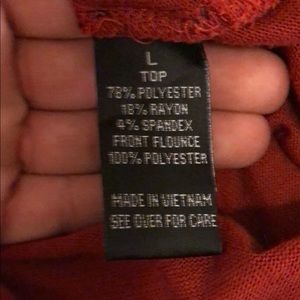 L
TOP
78% POLYESTER
18% RAYON
4% SPANDEX
FRONT FLOUNCE
100% POLYESTER
MADE IN VIETNAM
SEE OVER FOR CARE